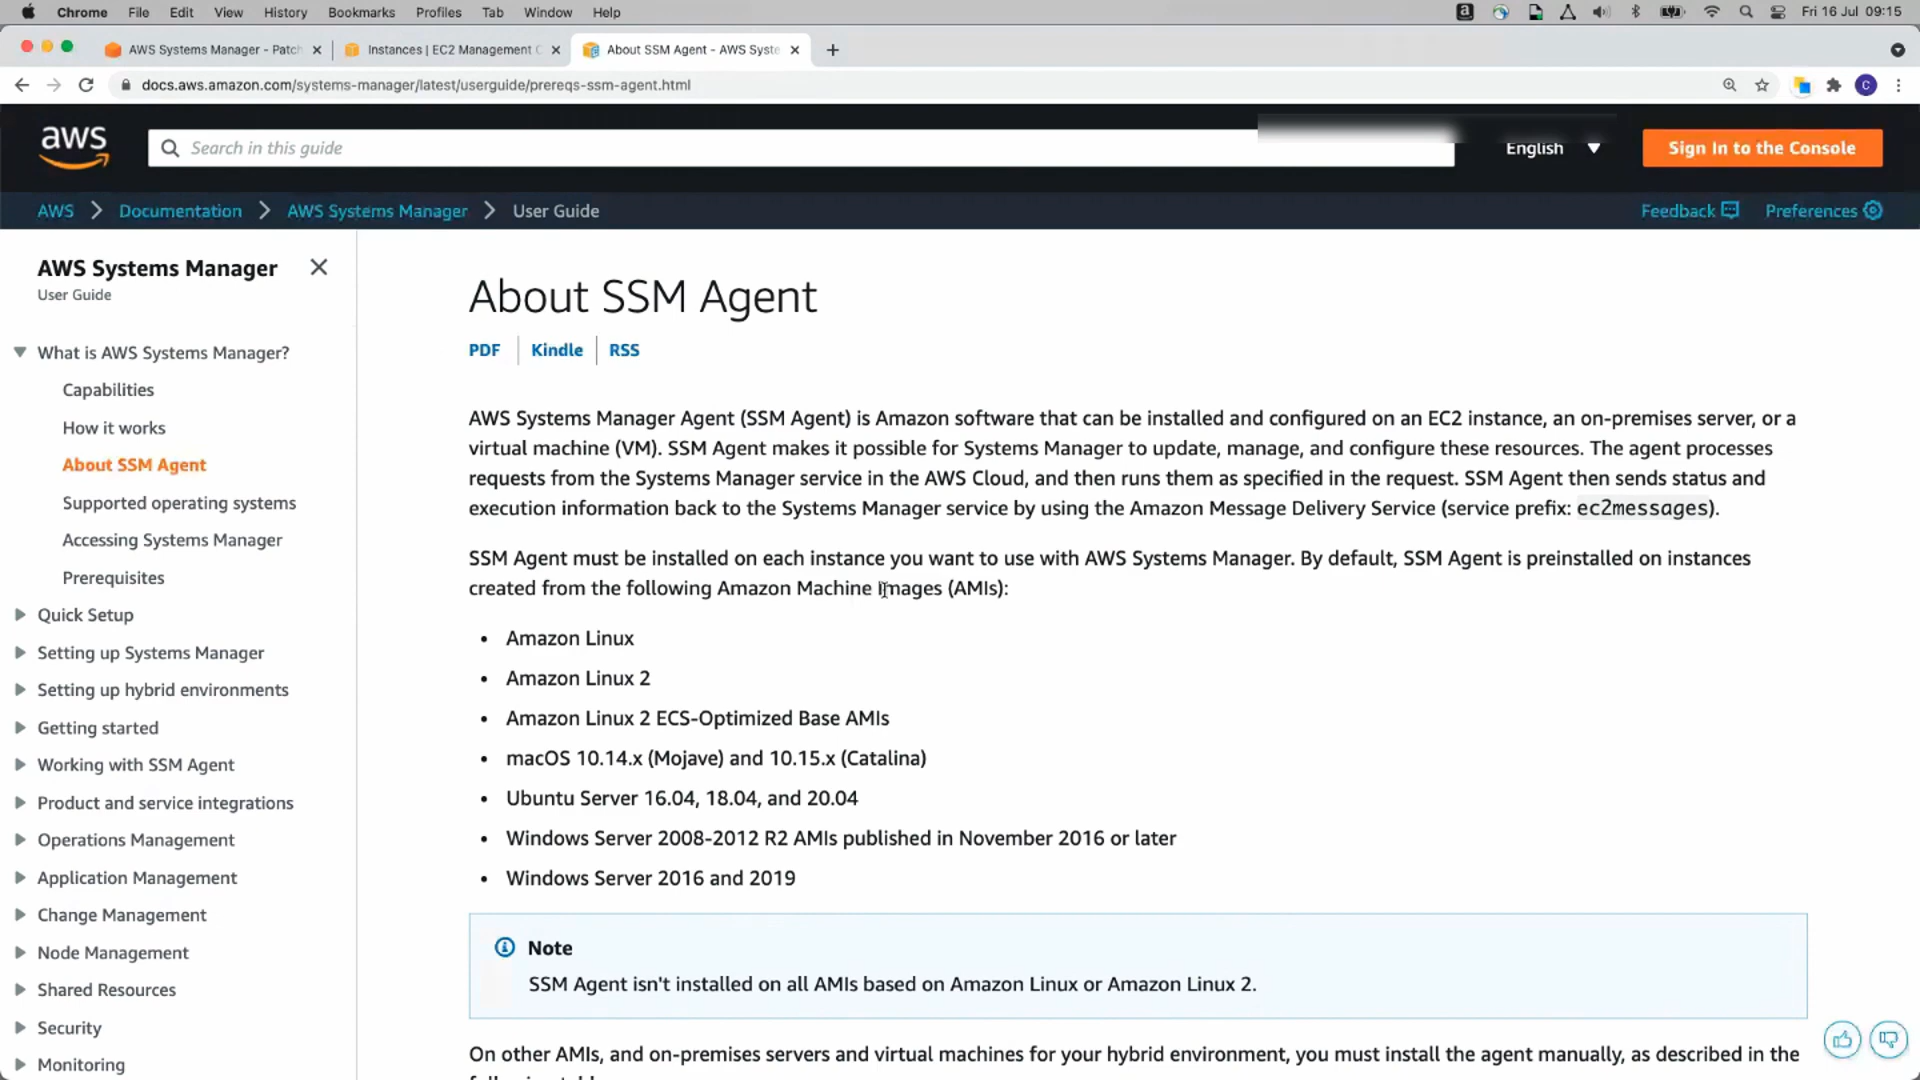 Chrome File Edit View History Bookmarks Profiles Tab Window Help Fri 16 Jul 09:15
AWS Systems Manager - Patch Instances | EC2 Management C About SSM Agent - AWS Syste
docs.aws.amazon.com/systems-manager/latest/userguide/prereqs-ssm-agent.html
aws Search in this guide English Sign In to the Console
AWS Documentation AWS Systems Manager User Guide Feedback Preferences
AWS Systems Manager
User Guide
What is AWS Systems Manager?
Capabilities
How it works
About SSM Agent
Supported operating systems
Accessing Systems Manager
Prerequisites
Quick Setup
Setting up Systems Manager
Setting up hybrid environments
Getting started
Working with SSM Agent
Product and service integrations
Operations Management
Application Management
Change Management
Node Management
Shared Resources
Security
Monitoring
About SSM Agent
PDF Kindle RSS
AWS Systems Manager Agent (SSM Agent) is Amazon software that can be installed and configured on an EC2 instance, an on-premises server, or a
virtual machine (VM). SSM Agent makes it possible for Systems Manager to update, manage, and configure these resources. The agent processes
requests from the Systems Manager service in the AWS Cloud, and then runs them as specified in the request. SSM Agent then sends status and
execution information back to the Systems Manager service by using the Amazon Message Delivery Service (service prefix: ec2messages).
SSM Agent must be installed on each instance you want to use with AWS Systems Manager. By default, SSM Agent is preinstalled on instances
created from the following Amazon Machine Images (AMIs):
• Amazon Linux
• Amazon Linux 2
• Amazon Linux 2 ECS-Optimized Base AMIs
• macOS 10.14.x (Mojave) and 10.15.x (Catalina)
• Ubuntu Server 16.04, 18.04, and 20.04
• Windows Server 2008-2012 R2 AMIs published in November 2016 or later
• Windows Server 2016 and 2019
Note
SSM Agent isn't installed on all AMIs based on Amazon Linux or Amazon Linux 2.
On other AMIs, and on-premises servers and virtual machines for your hybrid environment, you must install the agent manually, as described in the